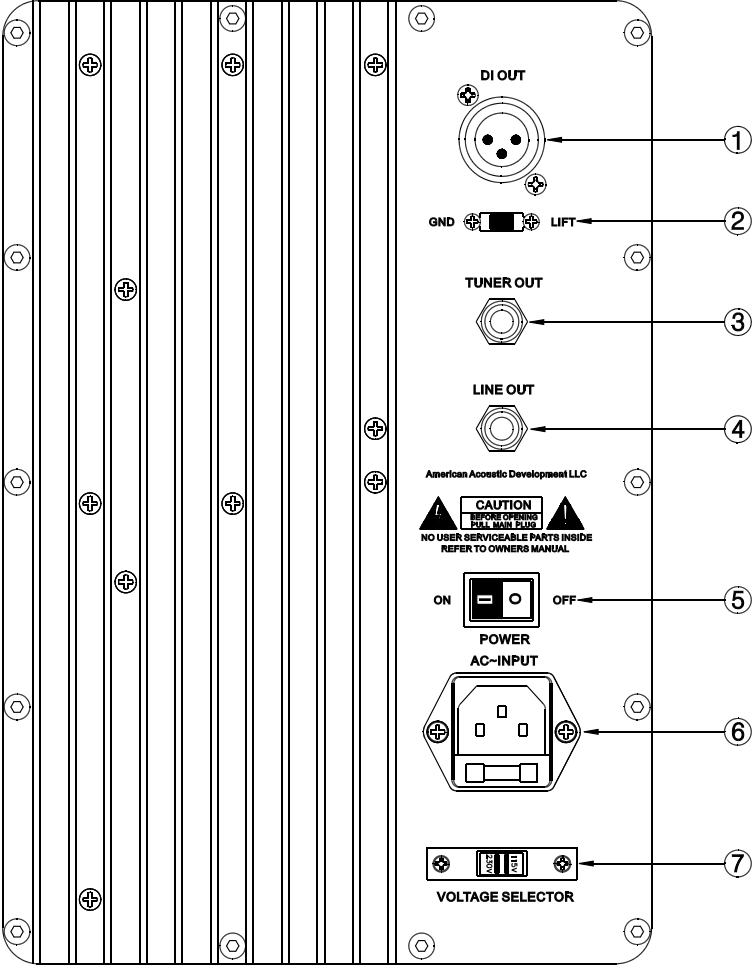 DI OUT
1
GND LIFT
2
TUNER OUT
3
LINE OUT
4
American Acoustic Development LLC
CAUTION
BEFORE OPENING
PULL MAIN PLUG
NO USER SERVICEABLE PARTS INSIDE
REFER TO OWNERS MANUAL
ON OFF
5
POWER
AC~INPUT
6
230V 115V
7
VOLTAGE SELECTOR